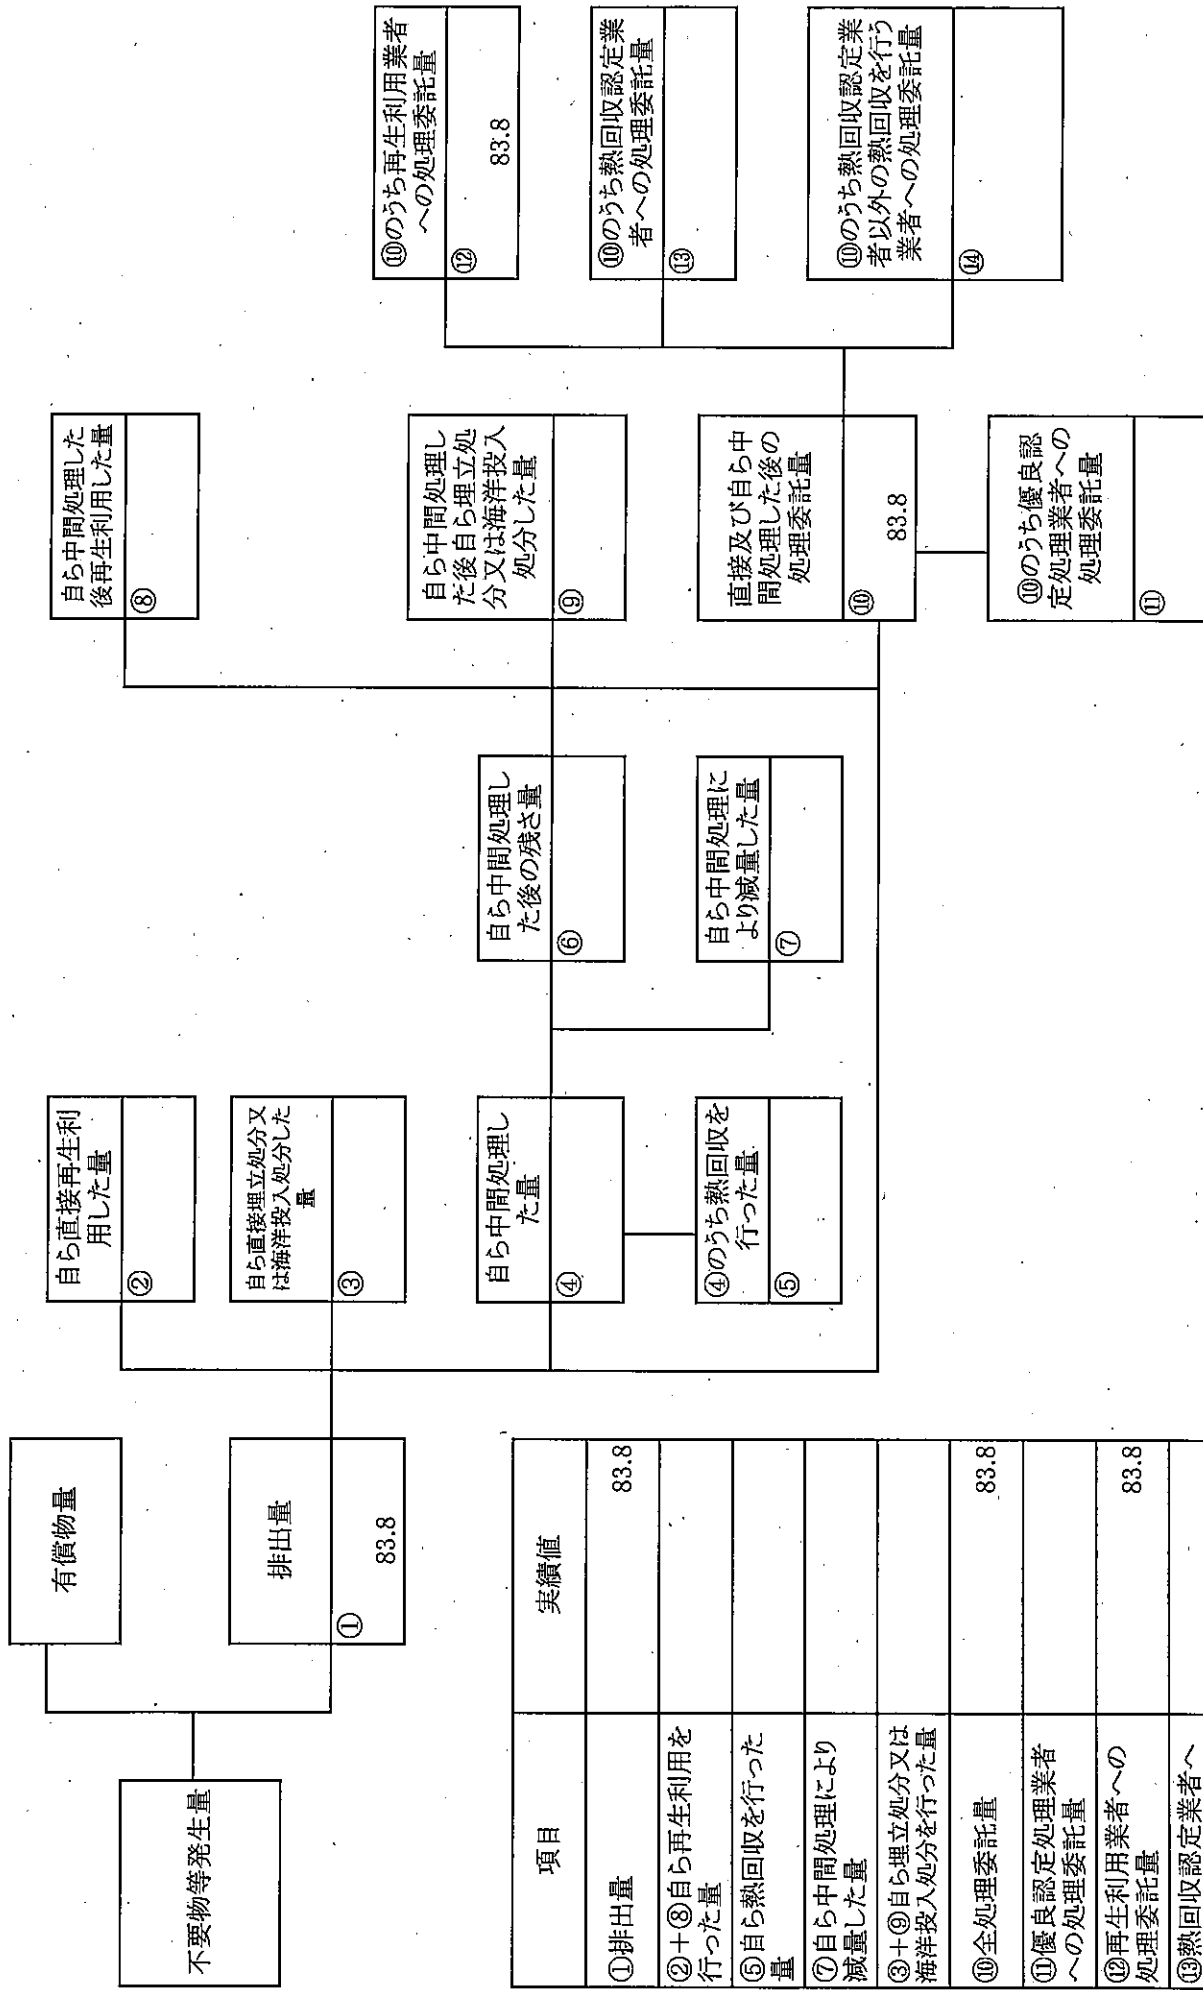 不要物等発生量
有償物量
排出量
①
83.8
自ら直接再生利
用した量
②
自ら直接埋立処分又
は海洋投入処分した
量
③
自ら中間処理し
た量
④
④のうち熱回収を
行った量
⑤
自ら中間処理し
た後の残さ量
⑥
自ら中間処理に
より減量した量
⑦
自ら中間処理した
後再生利用した量
⑧
自ら中間処理し
た後自ら埋立処
分又は海洋投入
処分した量
⑨
直接及び自ら中
間処理した後の
処理委託量
⑩
83.8
⑩のうち優良認
定処理業者への
処理委託量
⑪
⑩のうち再生利用業者
への処理委託量
⑫
83.8
⑩のうち熱回収認定業
者への処理委託量
⑬
⑩のうち熱回収認定業
者以外の熱回収を行う
業者への処理委託量
⑭
項目 実績値
①排出量 83.8
②+⑧自ら再生利用を
行った量
⑤自ら熱回収を行った
量
⑦自ら中間処理により
減量した量
③+⑨自ら埋立処分又は
海洋投入処分を行った量
⑩全処理委託量 83.8
⑪優良認定処理業者
への処理委託量
⑫再生利用業者への
処理委託量 83.8
⑬熱回収認定業者へ